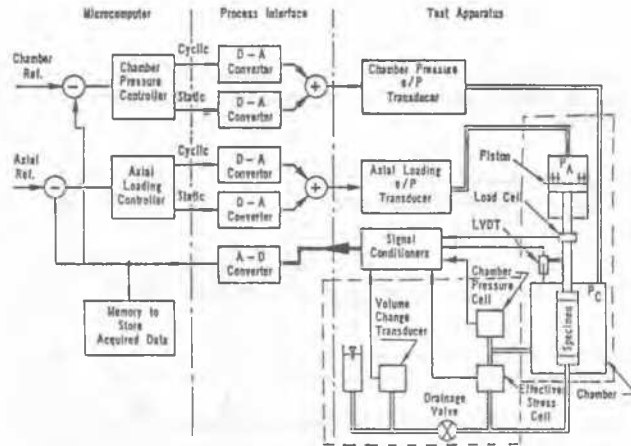 Microcomputer
Process Interface
Test Apparatus
Chamber
Ref.
Chamber
Pressure
Controller
Cyclic
Static
D-A
Converter
D-A
Converter
Chamber Pressure
e/P
Transducer
Axial
Ref.
Axial
Loading
Controller
Cyclic
Static
D-A
Converter
D-A
Converter
Axial Loading
e/P
Transducer
Piston
PA
Load Cell
LVDT
A-D
Converter
Signal
Conditioners
Memory to
Store
Acquired Data
Volume
Change
Transducer
Chamber
Pressure
Cell
PC
Specimen
Drainage
Valve
Effective
Stress
Cell
Chamber